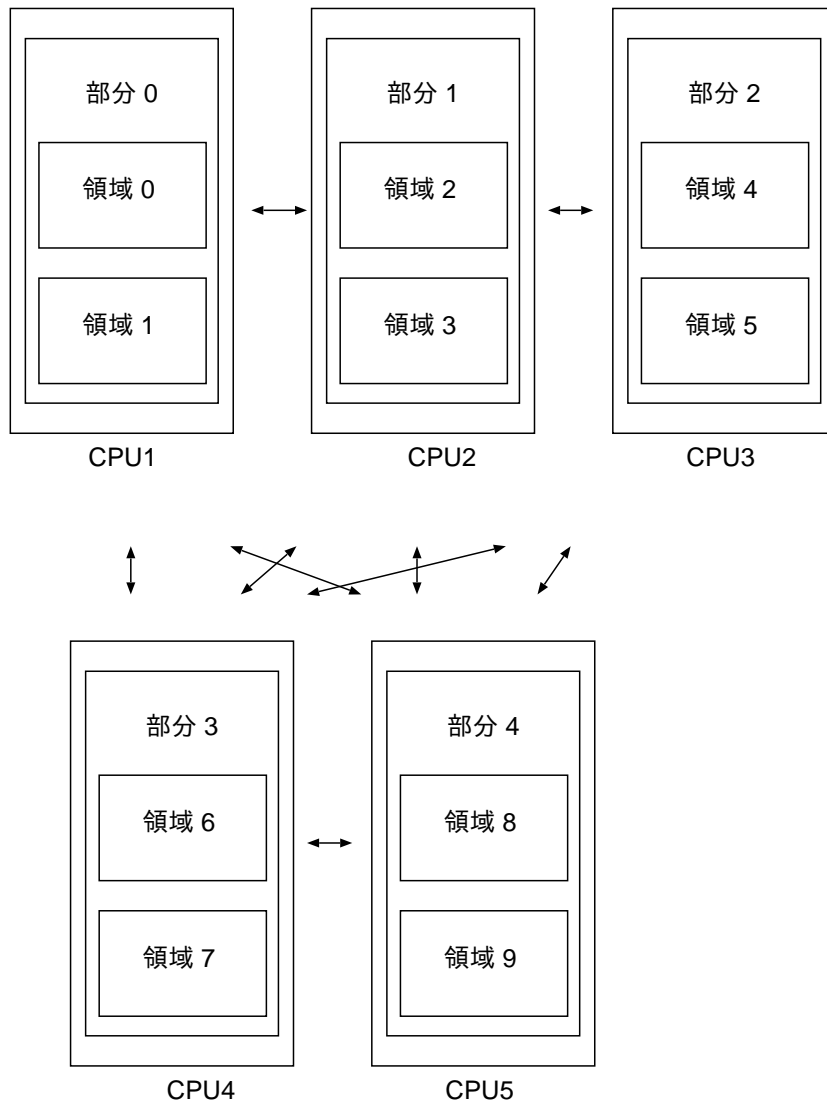 部分 0
部分 1
部分 2
領域 0
領域 2
領域 4
領域 1
領域 3
領域 5
CPU1
CPU2
CPU3
部分 3
部分 4
領域 6
領域 8
領域 7
領域 9
CPU4
CPU5